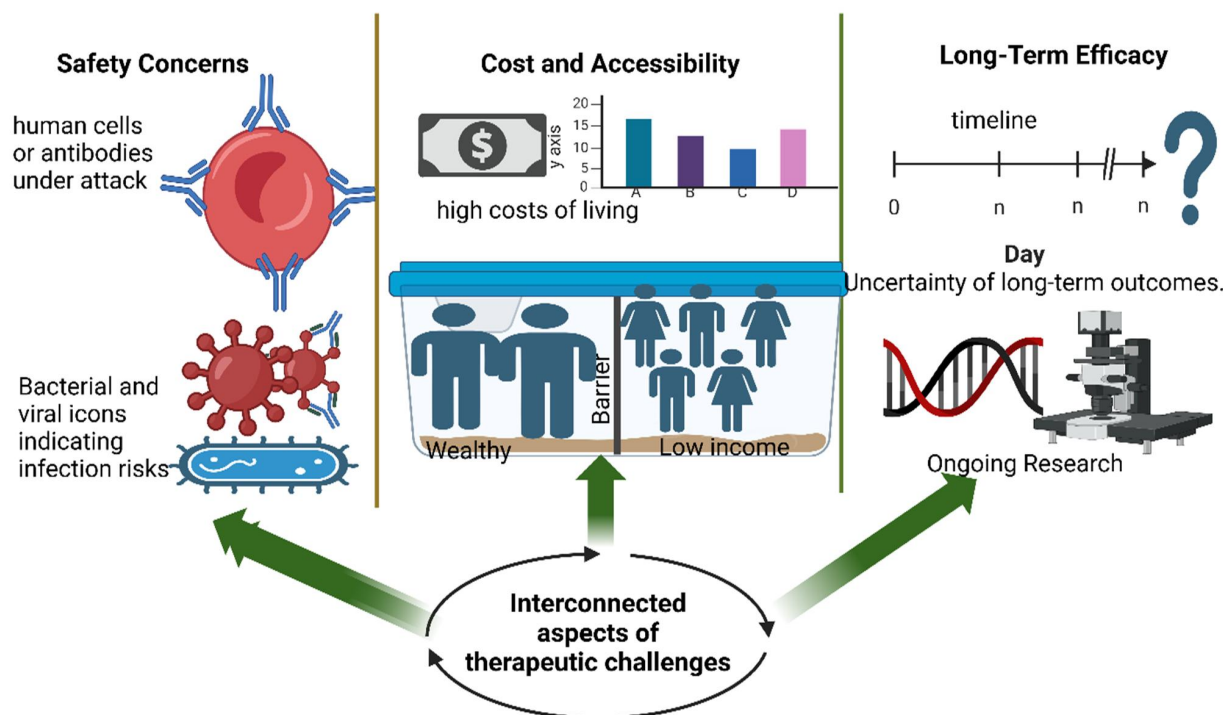 Safety Concerns
human cells
or antibodies
under attack
Bacterial and
viral icons
indicating
infection risks
Cost and Accessibility
$
y axis
20
15
10
5
0
A
B
C
D
high costs of living
Barrier
Wealthy
Low income
Long-Term Efficacy
timeline
0
n
n
n
?
Day
Uncertainty of long-term outcomes.
Ongoing Research
Interconnected
aspects of
therapeutic challenges